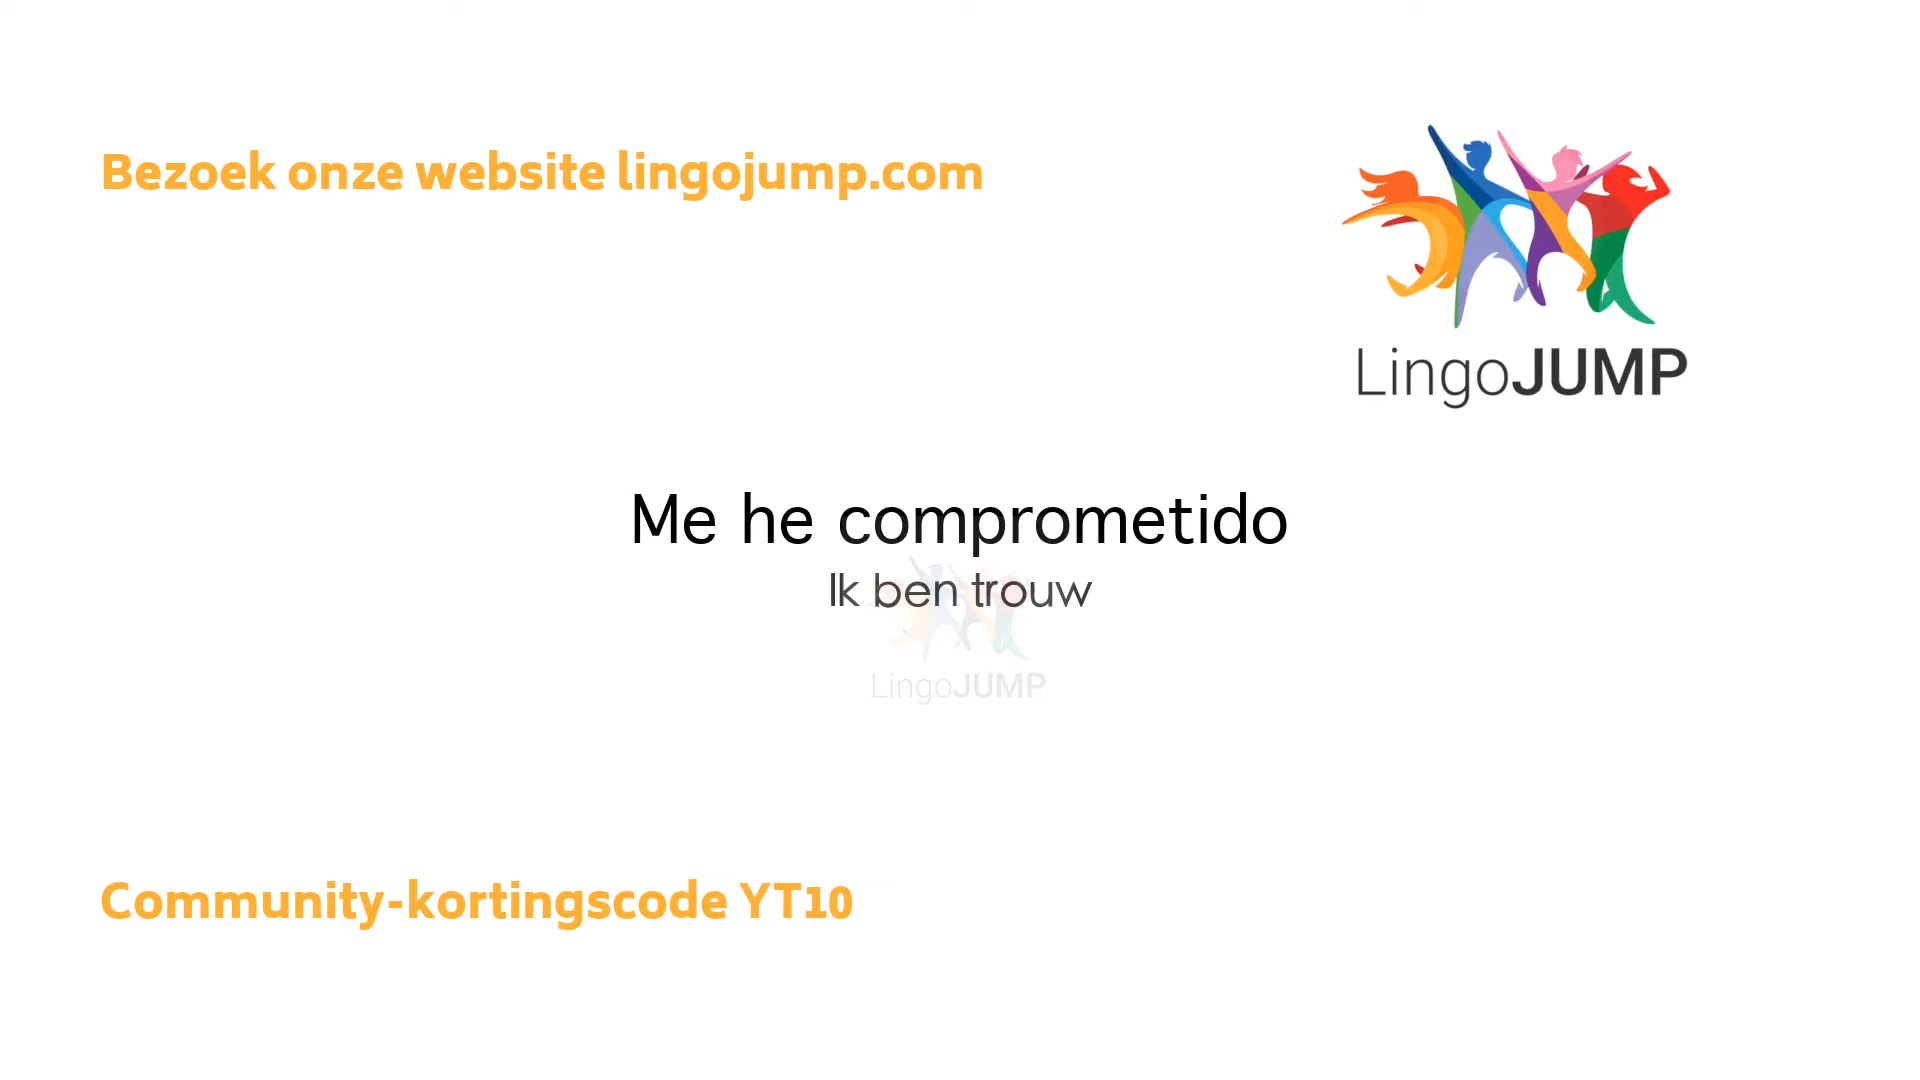 Bezoek onze website lingojump.com
LingoJUMP
Me he comprometido
Ik ben trouw
LingoJUMP
Community-kortingscode YT10